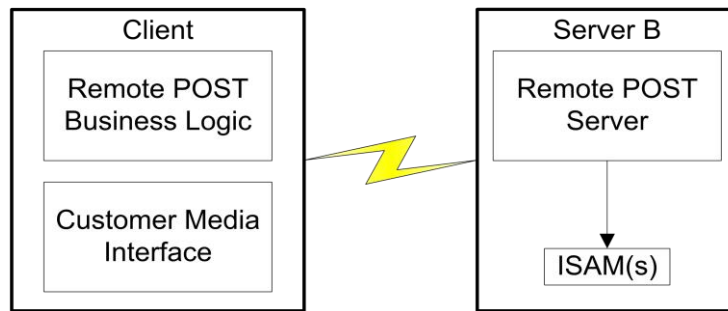 Client
Remote POST
Business Logic
Customer Media
Interface
Server B
Remote POST
Server
ISAM(s)